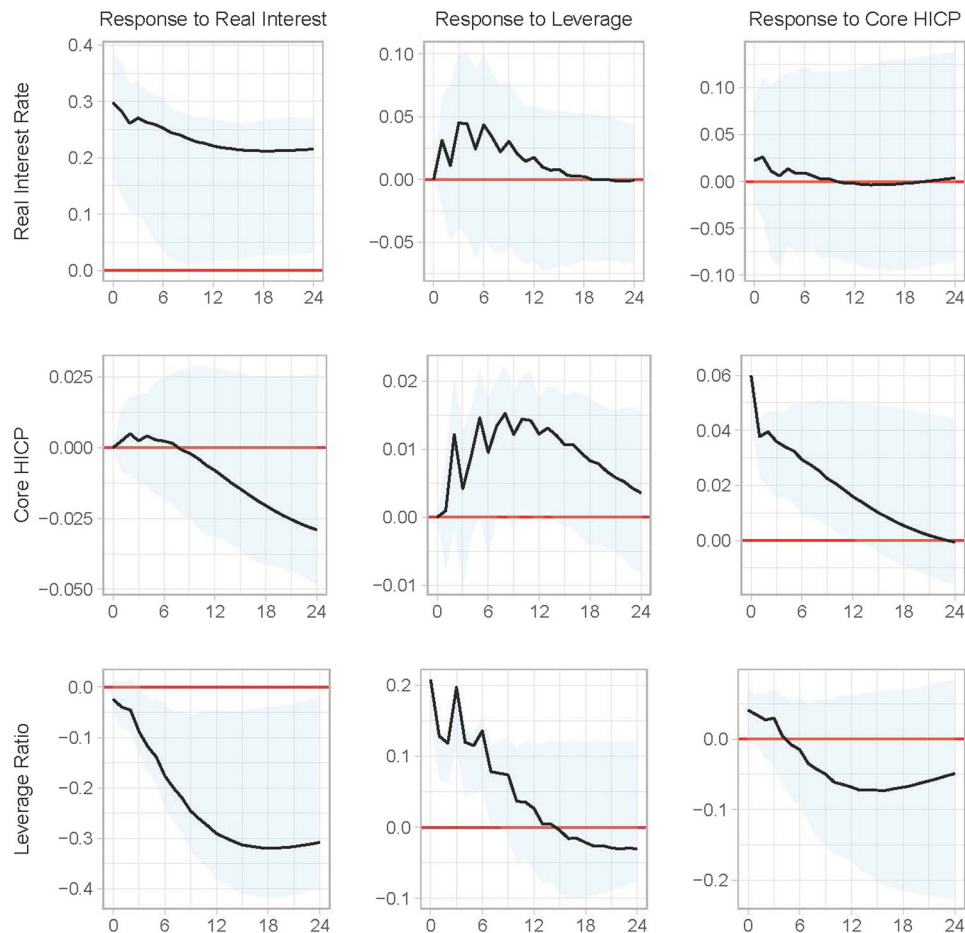 Response to Real Interest
Response to Leverage
Response to Core HICP
Real Interest Rate
0.4
0.3
0.2
0.1
0.0
0 6 12 18 24
0.10
0.05
0.00
−0.05
0 6 12 18 24
0.10
0.05
0.00
−0.05
−0.10
0 6 12 18 24
Core HICP
0.025
0.000
−0.025
−0.050
0 6 12 18 24
0.02
0.01
0.00
−0.01
0 6 12 18 24
0.06
0.04
0.02
0.00
0 6 12 18 24
Leverage Ratio
0.0
−0.1
−0.2
−0.3
−0.4
0 6 12 18 24
0.2
0.1
0.0
−0.1
0 6 12 18 24
0.0
−0.1
−0.2
0 6 12 18 24